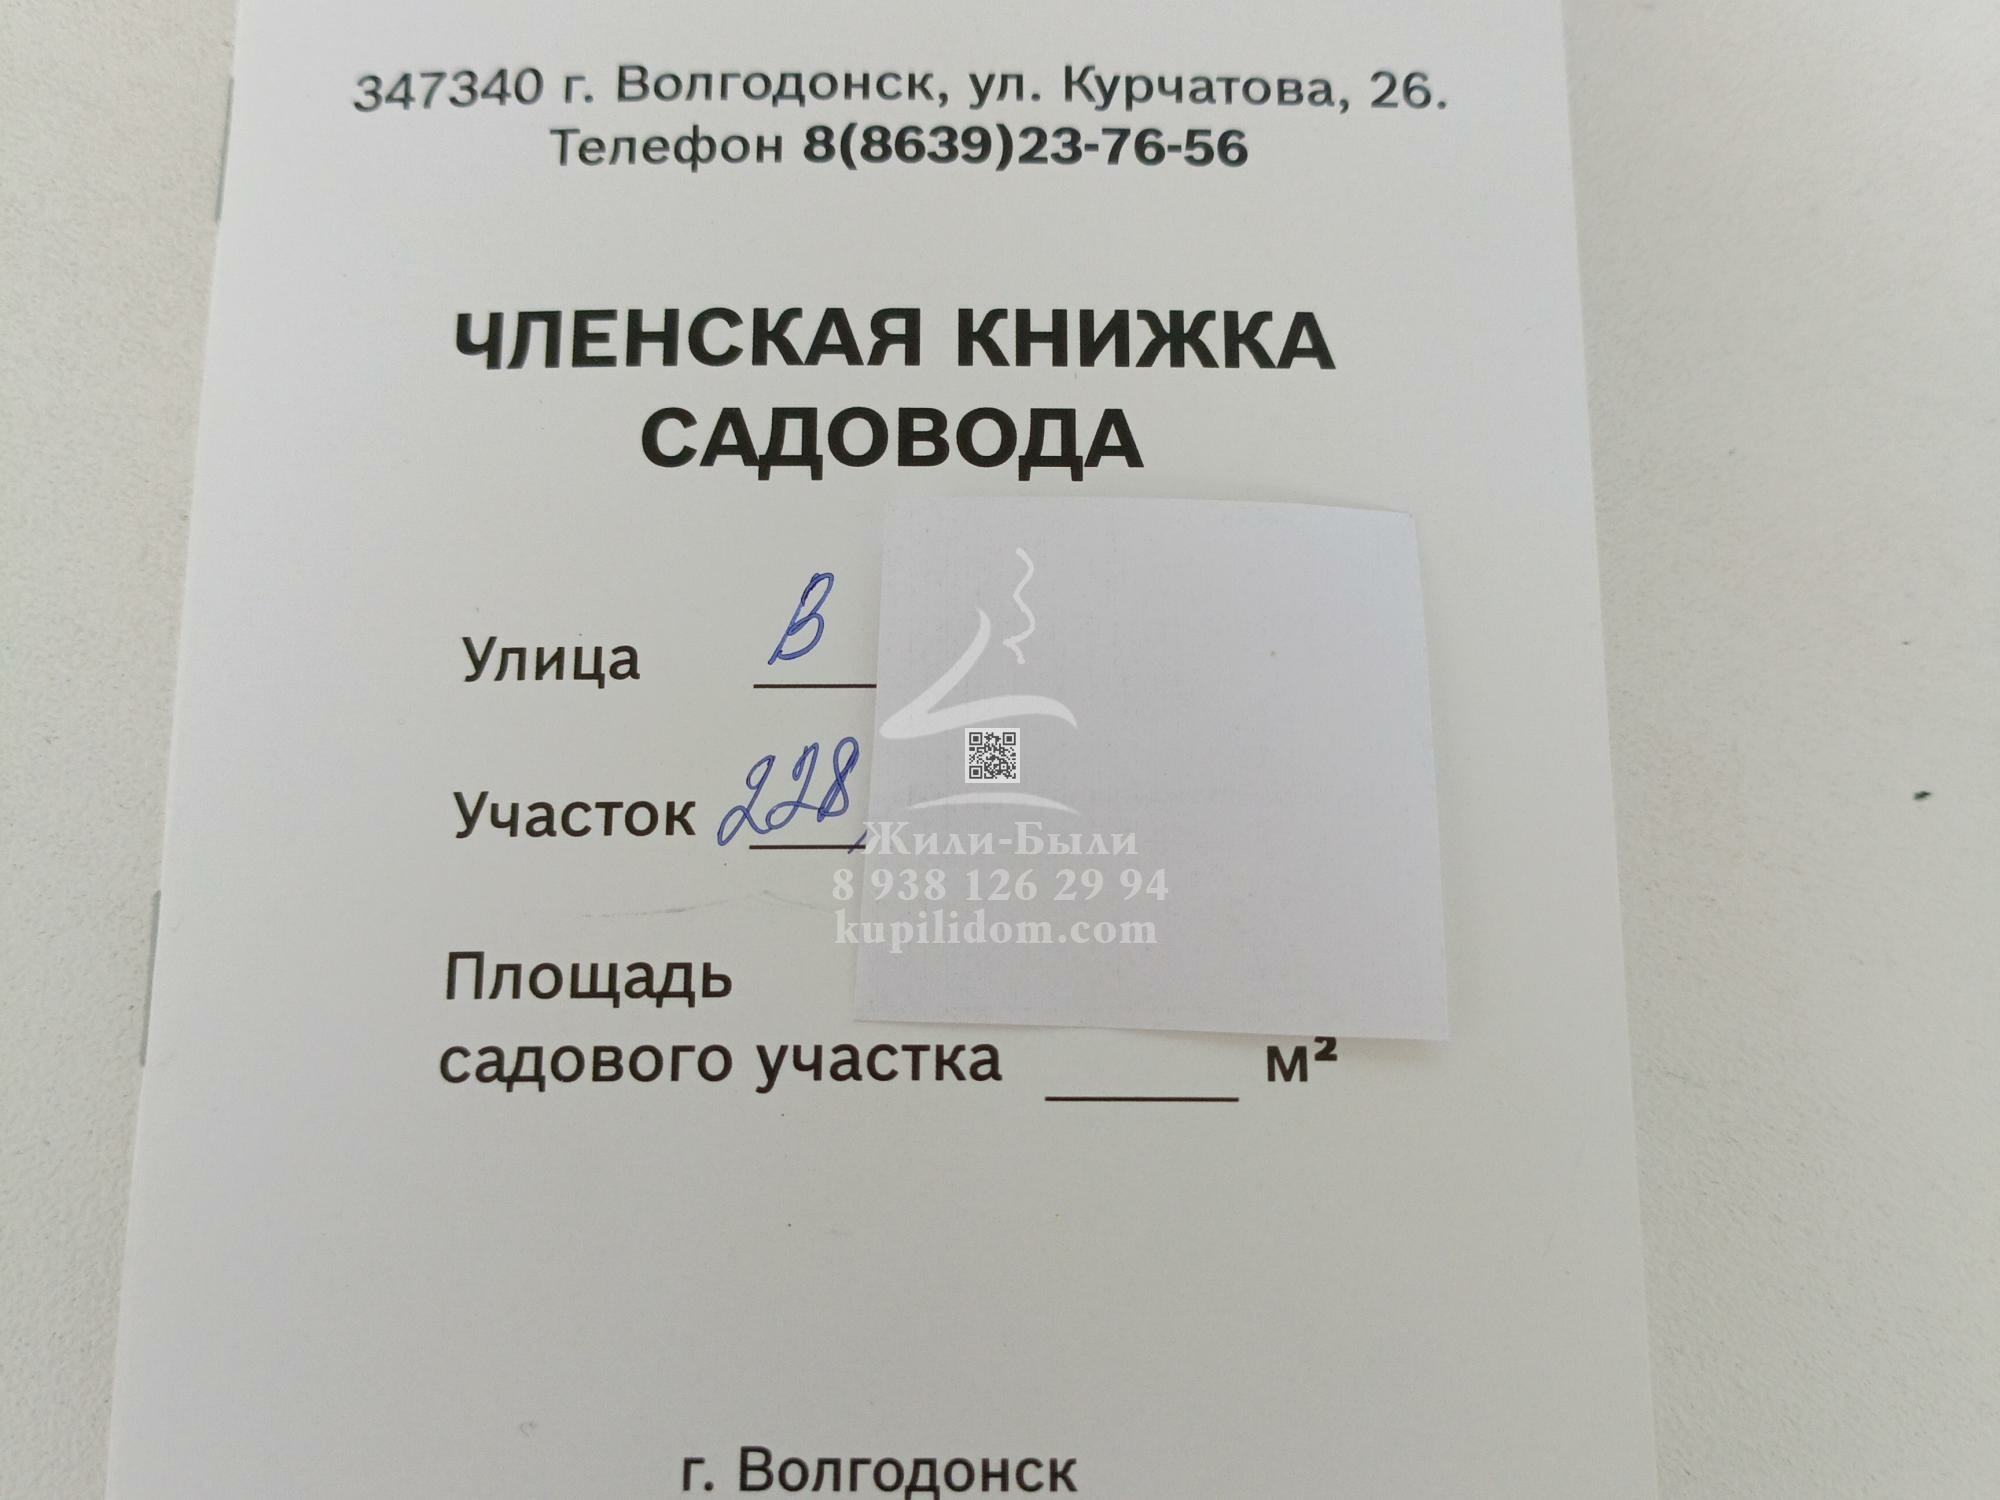 347340 г. Волгодонск, ул. Курчатова, 26.
Телефон 8(8639)23-76-56
ЧЛЕНСКАЯ КНИЖКА
САДОВОДА
Улица В
Участок 228,
Жили-Были
8 938 126 29 94
kupilidom.com
Площадь
садового участка ______ м²
г. Волгодонск